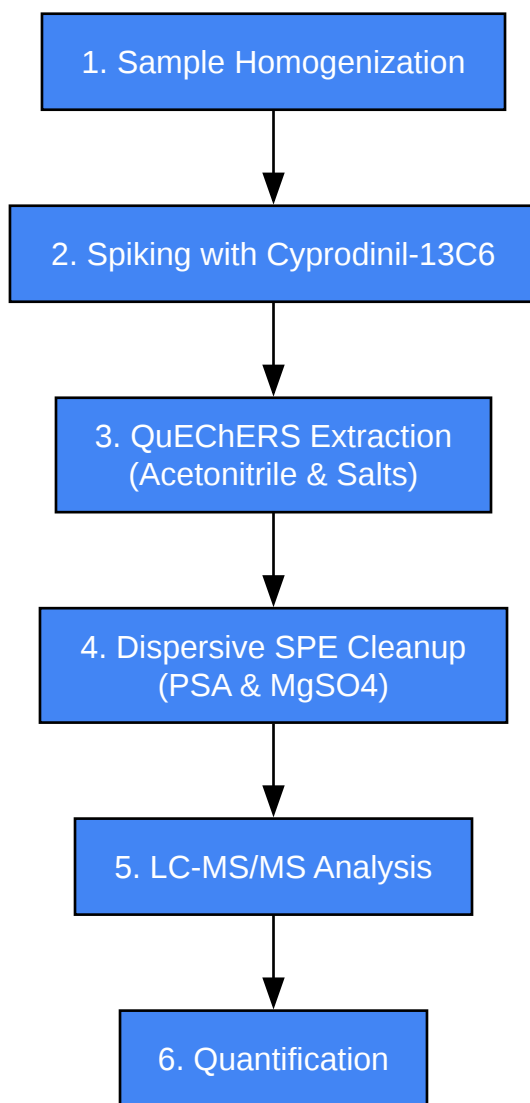 1. Sample Homogenization
2. Spiking with Cyprodinil-13C6
3. QuEChERS Extraction
(Acetonitrile & Salts)
4. Dispersive SPE Cleanup
(PSA & MgSO4)
5. LC-MS/MS Analysis
6. Quantification